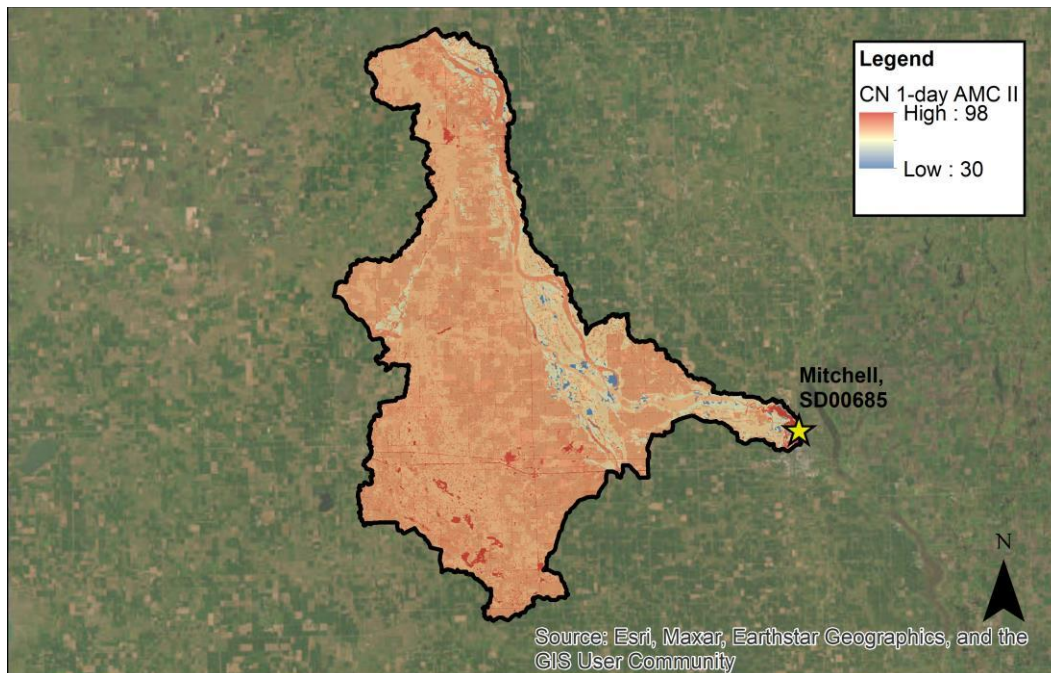 Legend
CN 1-day AMC II
High : 98
Low : 30
Mitchell,
SD00685
N
Source: Esri, Maxar, Earthstar Geographics, and the
GIS User Community